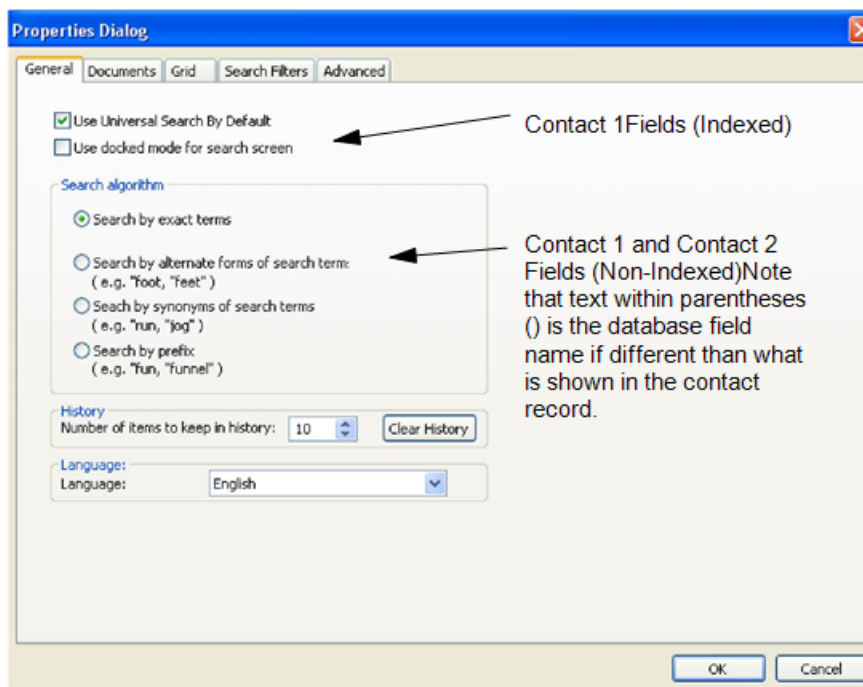 Properties Dialog
General Documents Grid Search Filters Advanced
Use Universal Search By Default
Use docked mode for search screen
Contact 1Fields (Indexed)
Search algorithm
Search by exact terms
Search by alternate forms of search term:
( e.g. "foot, "feet" )
Seach by synonyms of search terms
( e.g. "run, "jog" )
Search by prefix
( e.g. "fun, "funnel" )
Contact 1 and Contact 2
Fields (Non-Indexed)Note
that text within parentheses
() is the database field
name if different than what
is shown in the contact
record.
History
Number of items to keep in history: 10 Clear History
Language:
Language: English
OK Cancel